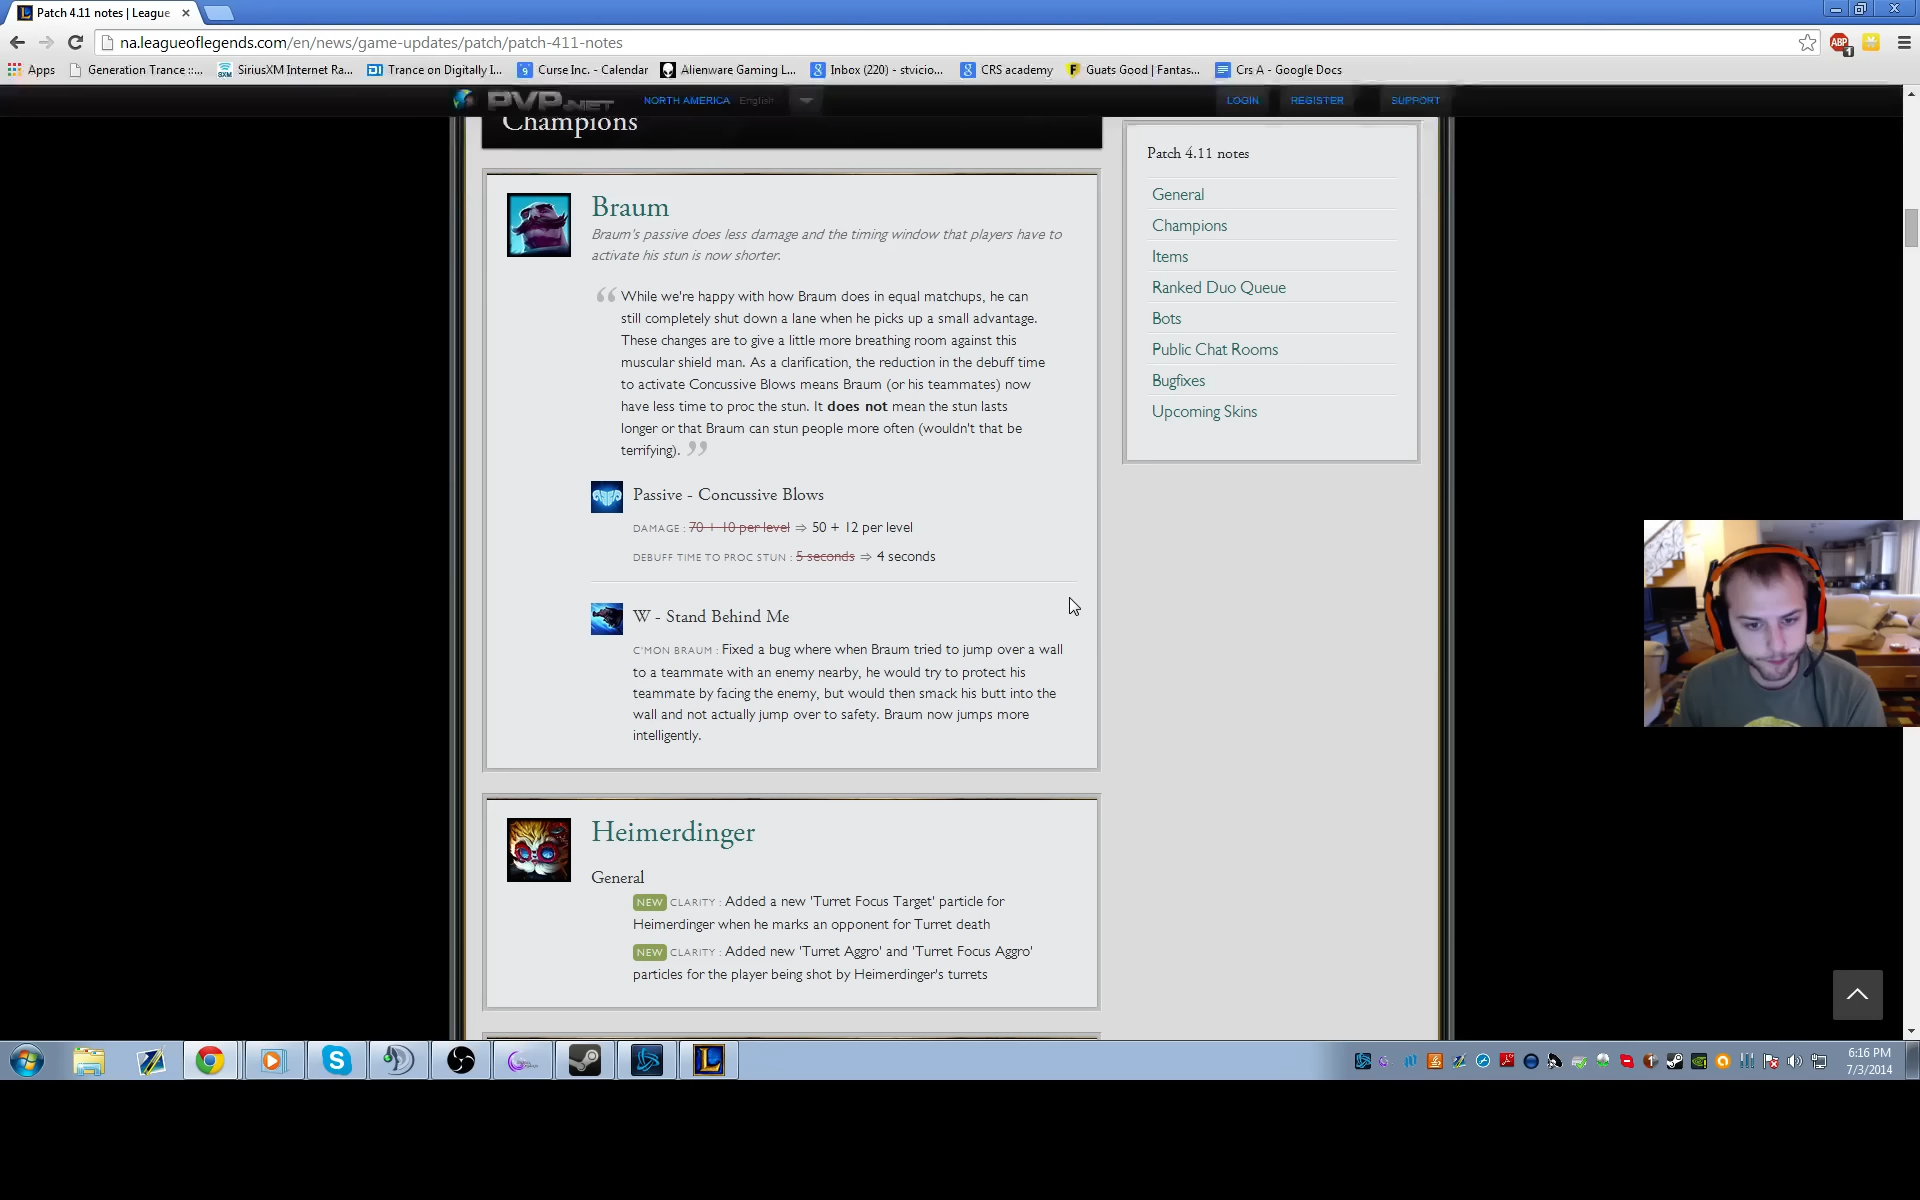 Patch 4.11 notes | League
na.leagueoflegends.com/en/news/game-updates/patch/patch-411-notes
ABP
1
Apps
Generation Trance ::...
SiriusXM Internet Ra...
Trance on Digitally I...
Curse Inc. - Calendar
Alienware Gaming L...
Inbox (220) - stvicio...
CRS academy
Guats Good | Fantas...
Crs A - Google Docs
PVP.NET
NORTH AMERICA
English
LOGIN
REGISTER
SUPPORT
Champions
Braum
Braum's passive does less damage and the timing window that players have to
activate his stun is now shorter.
“ While we're happy with how Braum does in equal matchups, he can
still completely shut down a lane when he picks up a small advantage.
These changes are to give a little more breathing room against this
muscular shield man. As a clarification, the reduction in the debuff time
to activate Concussive Blows means Braum (or his teammates) now
have less time to proc the stun. It does not mean the stun lasts
longer or that Braum can stun people more often (wouldn't that be
terrifying). ”
Passive - Concussive Blows
DAMAGE : 70 + 10 per level ⇒ 50 + 12 per level
DEBUFF TIME TO PROC STUN : 5 seconds ⇒ 4 seconds
W - Stand Behind Me
C'MON BRAUM : Fixed a bug where when Braum tried to jump over a wall
to a teammate with an enemy nearby, he would try to protect his
teammate by facing the enemy, but would then smack his butt into the
wall and not actually jump over to safety. Braum now jumps more
intelligently.
Heimerdinger
General
NEW CLARITY : Added a new 'Turret Focus Target' particle for
Heimerdinger when he marks an opponent for Turret death
NEW CLARITY : Added new 'Turret Aggro' and 'Turret Focus Aggro'
particles for the player being shot by Heimerdinger's turrets
Patch 4.11 notes
General
Champions
Items
Ranked Duo Queue
Bots
Public Chat Rooms
Bugfixes
Upcoming Skins
6:16 PM
7/3/2014